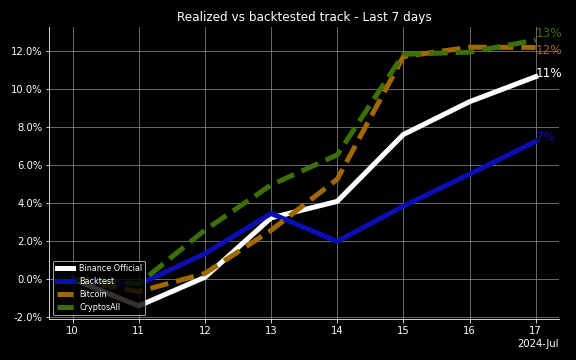 Realized vs backtested track - Last 7 days
13%
12.0%
12%
11%
10.0%
8.0%
7%
6.0%
4.0%
2.0%
0.0%
-2.0%
Binance Official
Backtest
Bitcoin
CryptosAll
10 11 12 13 14 15 16 17
2024-Jul